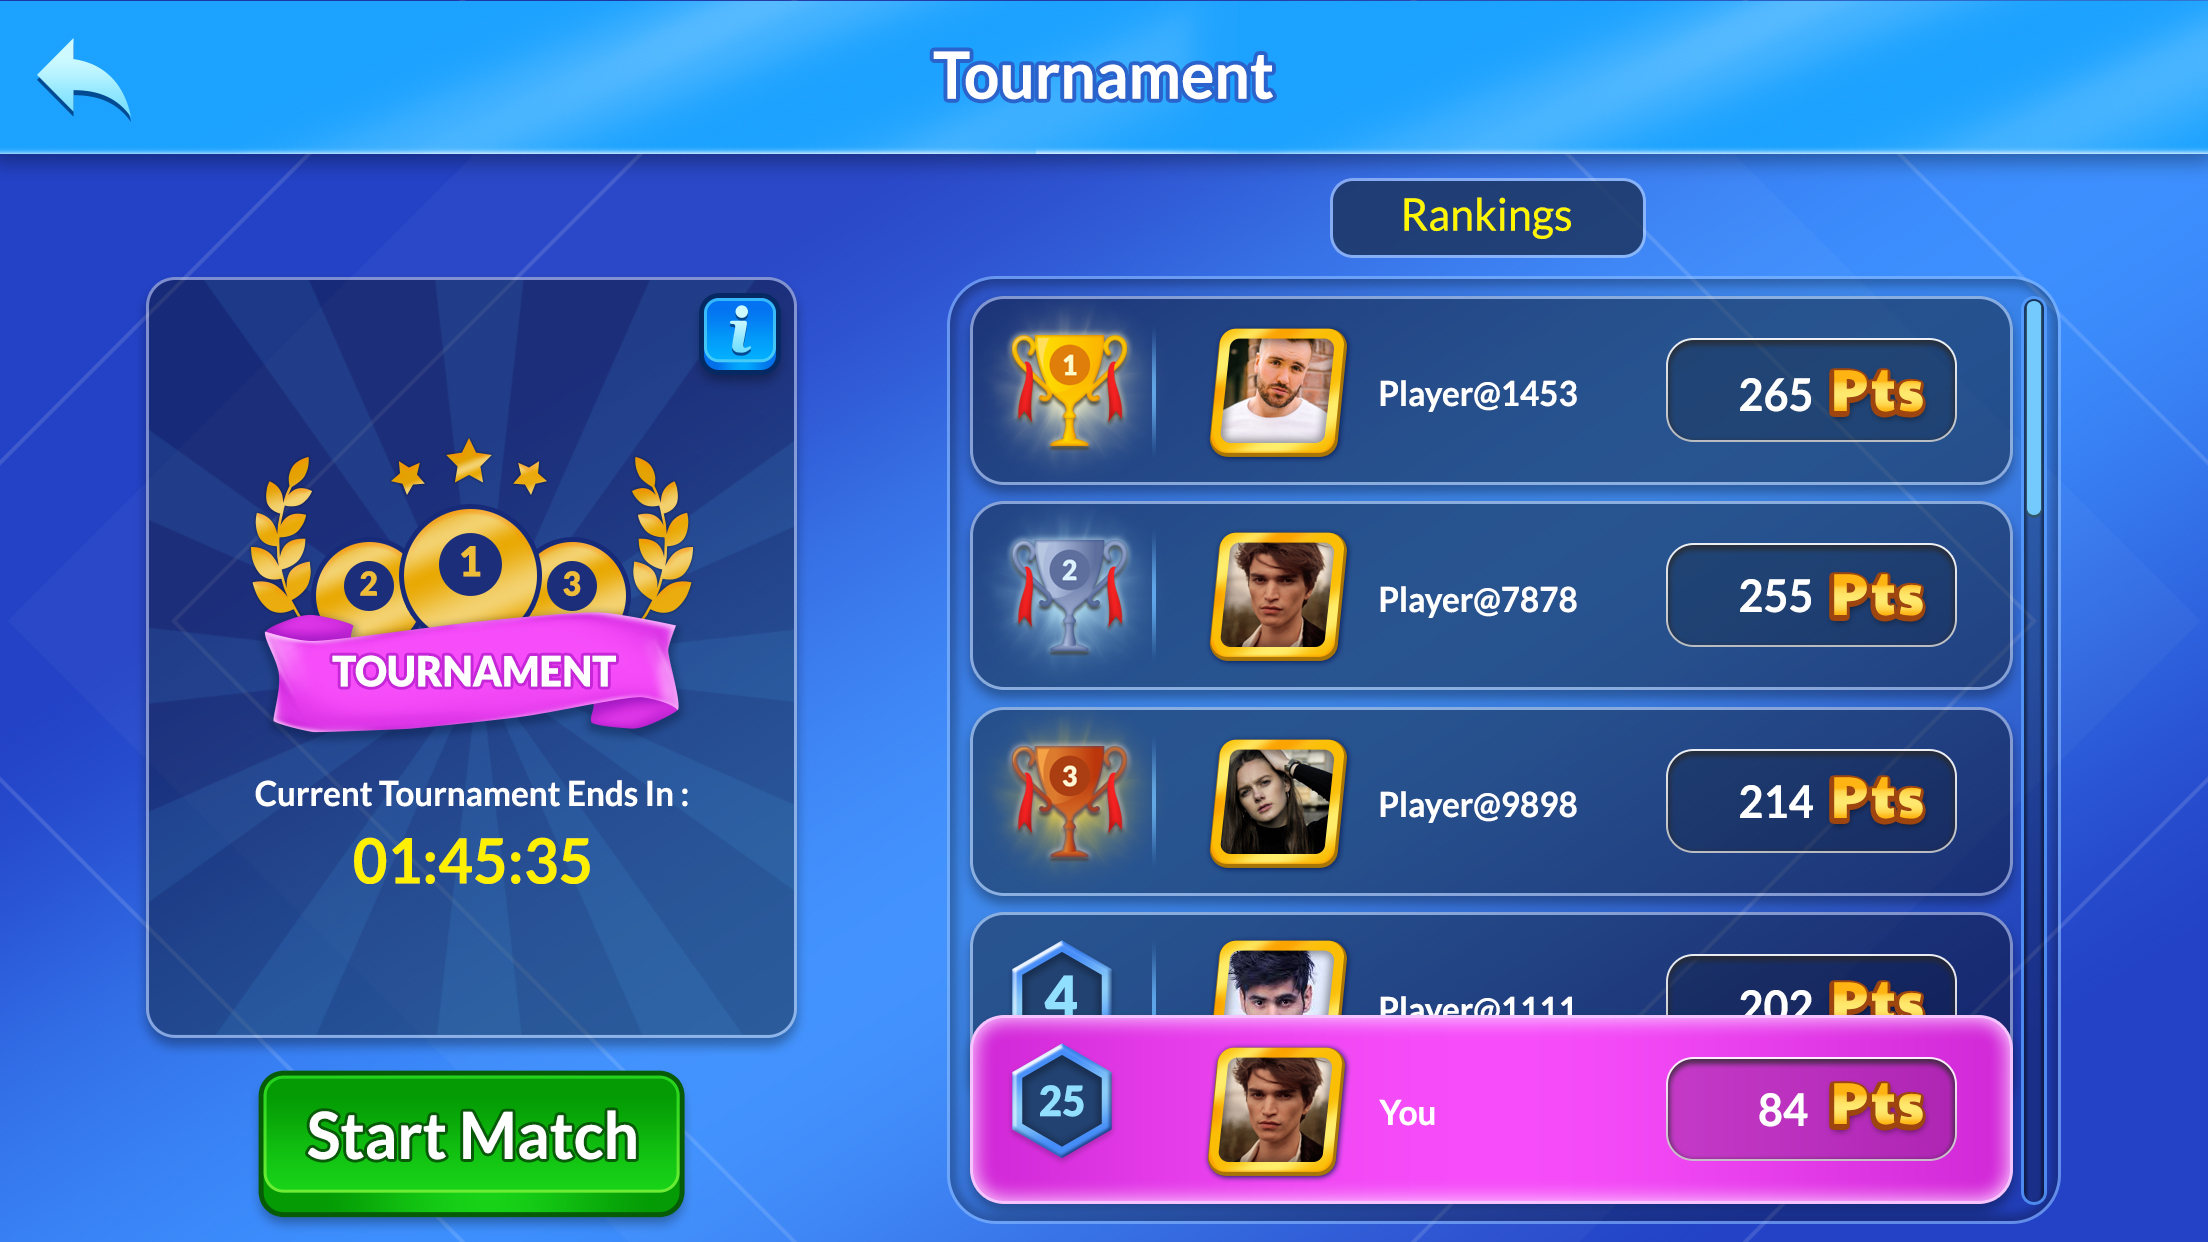 Tournament
Rankings
i
2 1 3
TOURNAMENT
Current Tournament Ends In :
01:45:35
Start Match
1 Player@1453 265 Pts
2 Player@7878 255 Pts
3 Player@9898 214 Pts
4 Player@1111 202 Pts
25 You 84 Pts